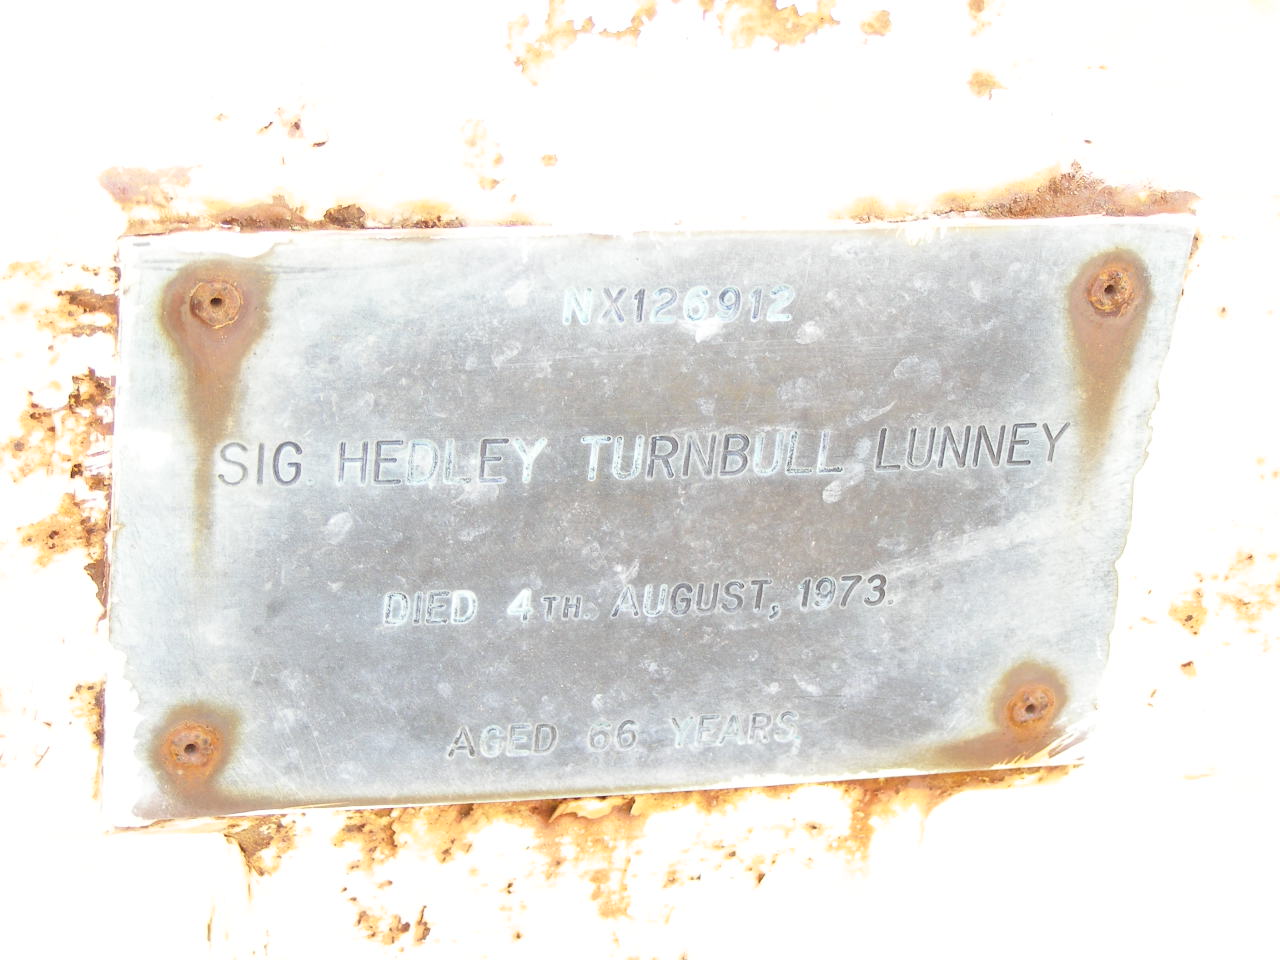 NX126912
SIG. HEDLEY TURNBULL LUNNEY
DIED 4TH. AUGUST, 1973.
AGED 66 YEARS,